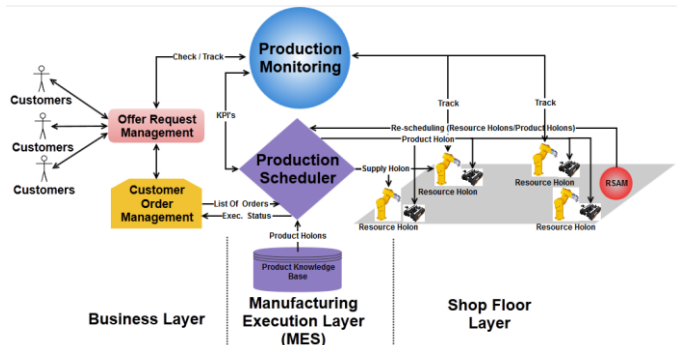 Production
Monitoring
Check / Track
Customers
Offer Request
Management
Customers
Customers
KPI's
Track
Track
Re-scheduling (Resource Holons/Product Holons)
Product Holon
Production
Scheduler
Supply Holon
Resource Holon
Resource Holon
RSAM
Customer
Order
Management
List Of Orders
Exec. Status
Resource Holon
Resource Holon
Product Holons
Product Knowledge
Base
Business Layer
Manufacturing
Execution Layer
(MES)
Shop Floor
Layer